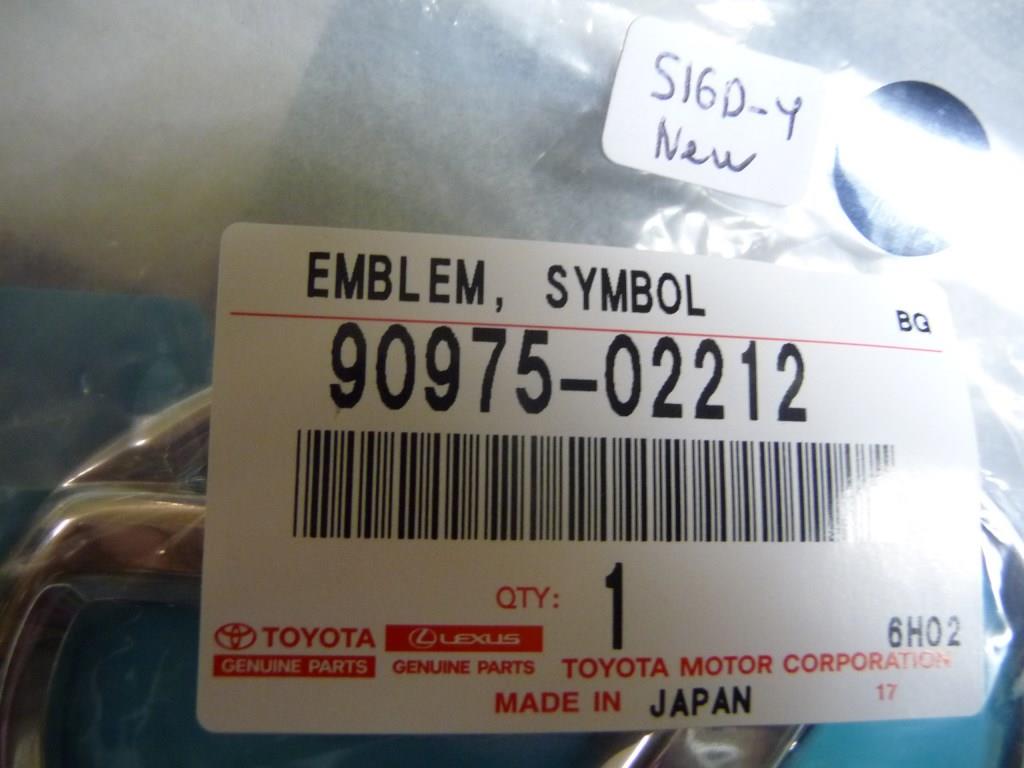 S16D-Y
New
EMBLEM, SYMBOL
BG
90975-02212
QTY: 1
6H02
TOYOTA LEXUS
GENUINE PARTS GENUINE PARTS TOYOTA MOTOR CORPORATION
MADE IN JAPAN 17